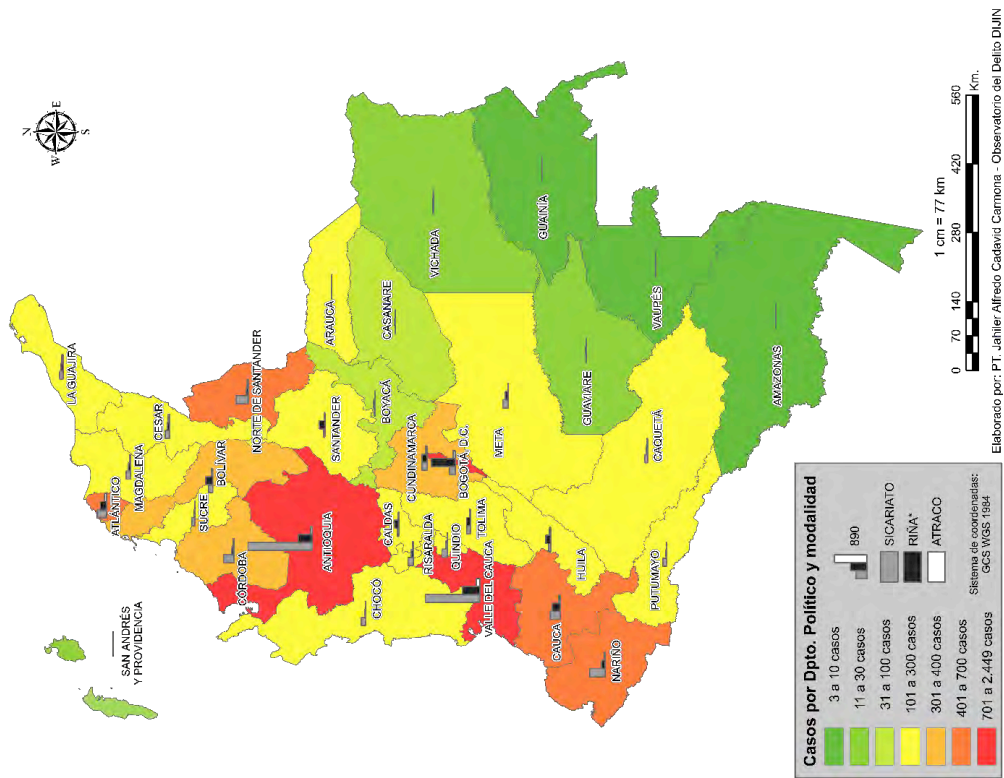 N
E
S
W
SAN ANDRÉS
Y PROVIDENCIA
LA GUAJIRA
ATLÁNTICO
MAGDALENA
CESAR
SUCRE
BOLÍVAR
CÓRDOBA
NORTE DE SANTANDER
ANTIOQUIA
SANTANDER
ARAUCA
CHOCÓ
CALDAS
BOYACÁ
CASANARE
RISARALDA
CUNDINAMARCA
VICHADA
QUINDIO
BOGOTÁ, D.C.
TOLIMA
VALLE DEL CAUCA
META
GUAINÍA
CAUCA
HUILA
GUAVIARE
NARIÑO
CAQUETÁ
VAUPÉS
PUTUMAYO
AMAZONAS
Casos por Dpto. Político y modalidad
3 a 10 casos
11 a 30 casos
31 a 100 casos
101 a 300 casos
301 a 400 casos
401 a 700 casos
701 a 2.449 casos
890
SICARIATO
RIÑA*
ATRACO
Sistema de coordenadas:
GCS WGS 1984
1 cm = 77 km
0 70 140 280 420 560
Km.
Elaborado por: PT. Jahiler Alfredo Cadavid Carmona - Observatorio del Delito DIJIN